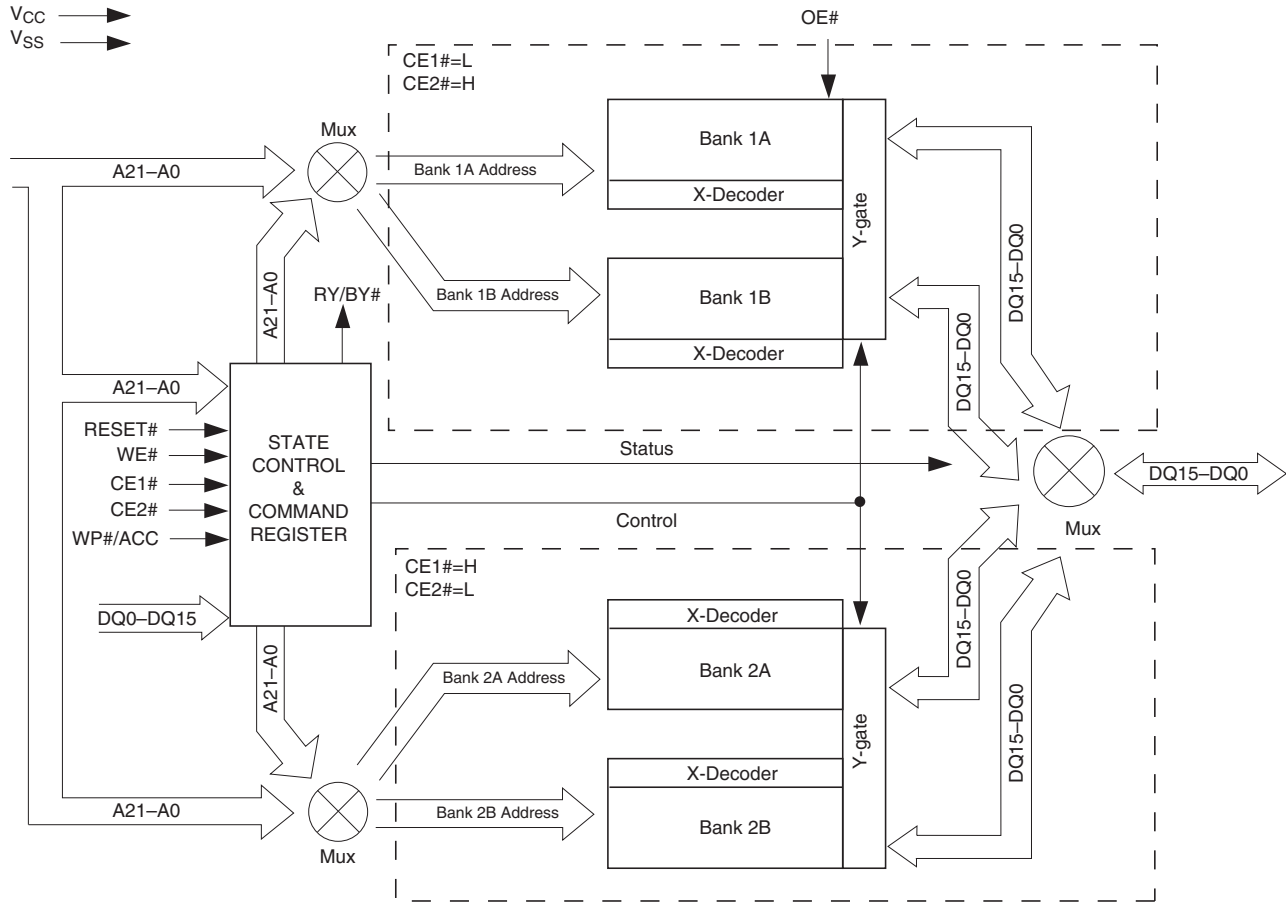 VCC
VSS
OE#
CE1#=L
CE2#=H
Mux
A21–A0
Bank 1A Address
Bank 1A
X-Decoder
Y-gate
A21–A0
RY/BY#
Bank 1B Address
Bank 1B
X-Decoder
DQ15–DQ0
DQ15–DQ0
A21–A0
RESET#
WE#
CE1#
CE2#
WP#/ACC
DQ0–DQ15
STATE
CONTROL
&
COMMAND
REGISTER
Status
Control
DQ15–DQ0
Mux
CE1#=H
CE2#=L
A21–A0
X-Decoder
Bank 2A Address
Bank 2A
Y-gate
DQ15–DQ0
DQ15–DQ0
X-Decoder
A21–A0
Bank 2B Address
Bank 2B
Mux